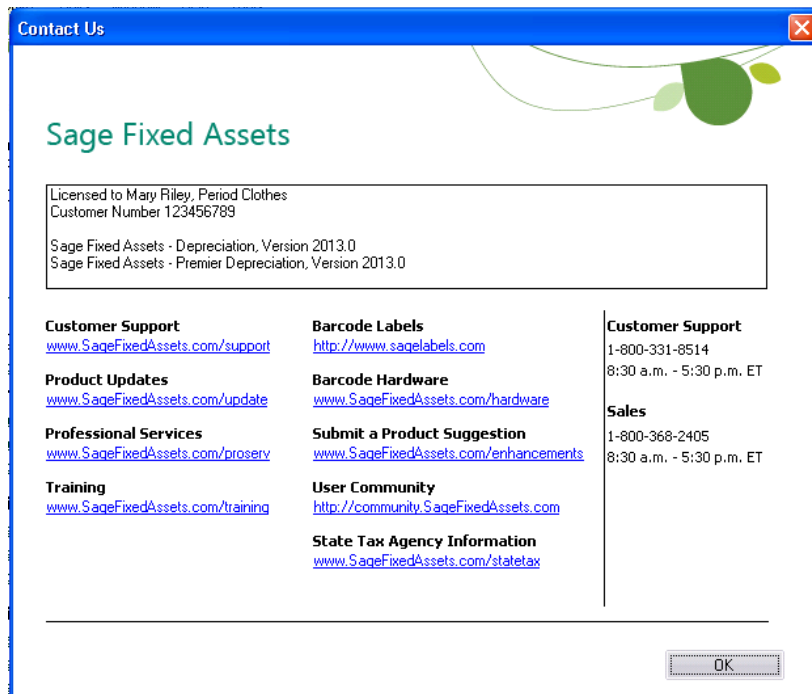 Contact Us
Sage Fixed Assets
Licensed to Mary Riley, Period Clothes
Customer Number 123456789
Sage Fixed Assets - Depreciation, Version 2013.0
Sage Fixed Assets - Premier Depreciation, Version 2013.0
Customer Support
www.SageFixedAssets.com/support
Product Updates
www.SageFixedAssets.com/update
Professional Services
www.SageFixedAssets.com/proserv
Training
www.SageFixedAssets.com/training
Barcode Labels
http://www.sagelabels.com
Barcode Hardware
www.SageFixedAssets.com/hardware
Submit a Product Suggestion
www.SageFixedAssets.com/enhancements
User Community
http://community.SageFixedAssets.com
State Tax Agency Information
www.SageFixedAssets.com/statetax
Customer Support
1-800-331-8514
8:30 a.m. - 5:30 p.m. ET
Sales
1-800-368-2405
8:30 a.m. - 5:30 p.m. ET
OK